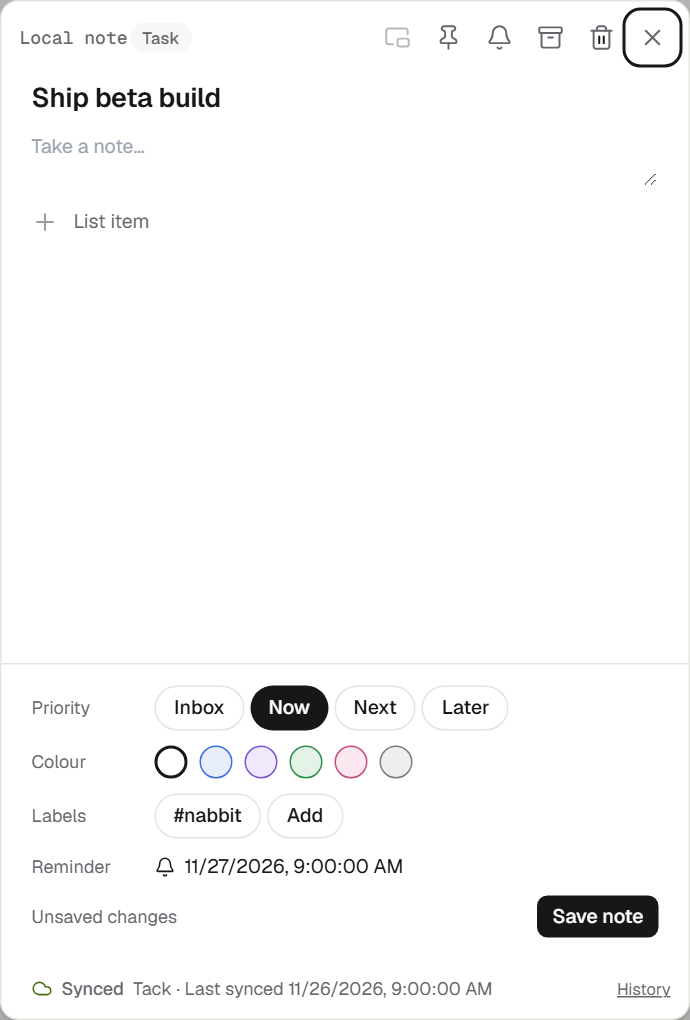 Local note Task
Ship beta build
Take a note…
List item
Priority Inbox Now Next Later
Colour
Labels #nabbit Add
Reminder 11/27/2026, 9:00:00 AM
Unsaved changes Save note
Synced Tack · Last synced 11/26/2026, 9:00:00 AM History